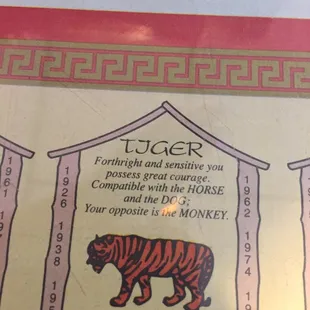 TIGER
Forthright and sensitive you
possess great courage.
Compatible with the HORSE
and the DOG;
Your opposite is the MONKEY.
1926
1938
1962
1974
1961